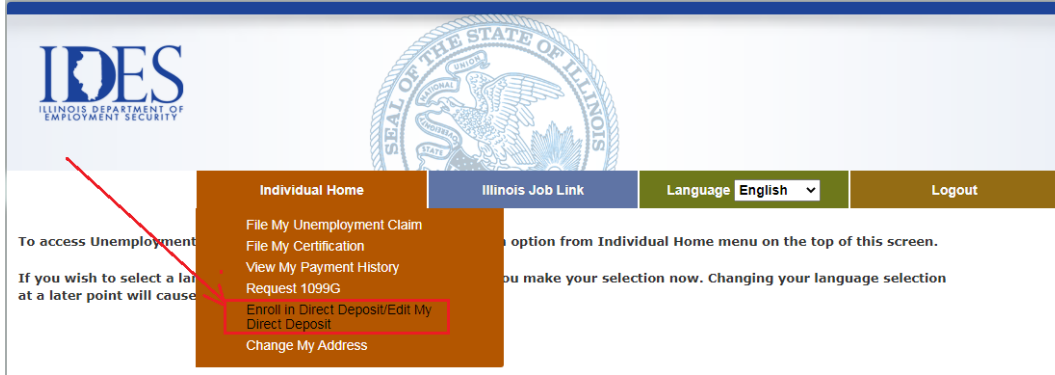 IDES
ILLINOIS DEPARTMENT OF
EMPLOYMENT SECURITY
SEAL OF THE STATE OF ILLINOIS
NATIONAL
UNION
STATE
Individual Home
Illinois Job Link
Language English
Logout
File My Unemployment Claim
File My Certification
View My Payment History
Request 1099G
Enroll in Direct Deposit/Edit My
Direct Deposit
Change My Address
To access Unemployment option from Individual Home menu on the top of this screen.
If you wish to select a you make your selection now. Changing your language selection
at a later point will cause